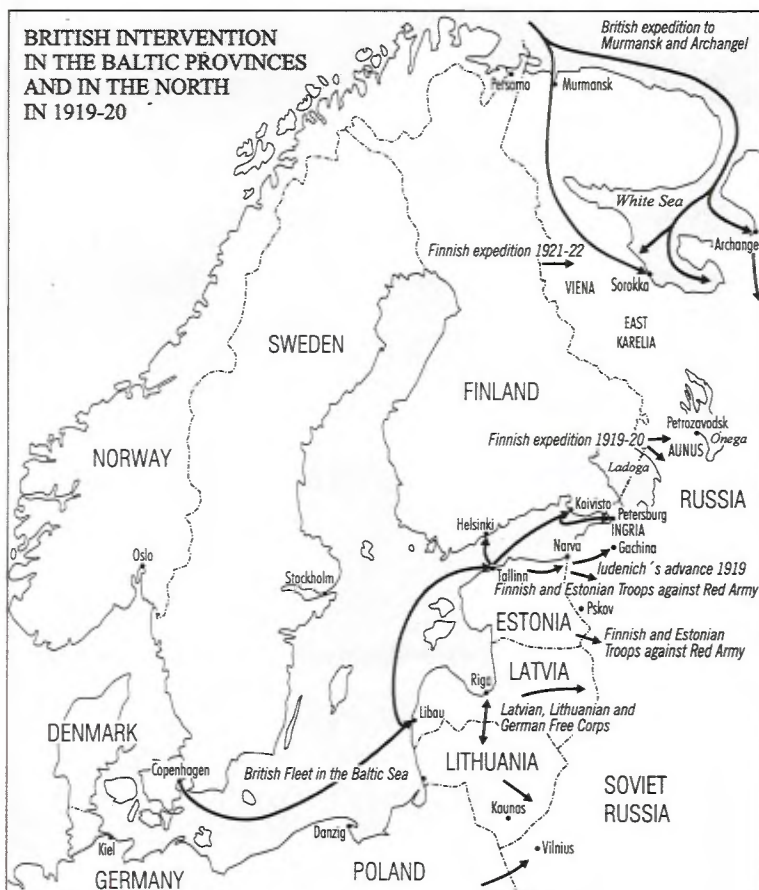 BRITISH INTERVENTION
IN THE BALTIC PROVINCES
AND IN THE NORTH
IN 1919-20
British expedition to
Murmansk and Archangel
Petsamo
Murmansk
White Sea
Archangel
Finnish expedition 1921-22
VIENA
Sorokka
EAST
KARELIA
SWEDEN
FINLAND
NORWAY
Petrozavodsk
Onega
Finnish expedition 1919-20
AUNUS
Ladoga
RUSSIA
Koivisto
Helsinki
Petersburg
INGRIA
Oslo
Narva
Gachina
Stockholm
Tallinn
Iudenich´s advance 1919
Finnish and Estonian Troops against Red Army
Pskov
ESTONIA
Finnish and Estonian
Troops against Red Army
LATVIA
Riga
Libau
Latvian, Lithuanian and
German Free Corps
DENMARK
Copenhagen
British Fleet in the Baltic Sea
LITHUANIA
SOVIET
RUSSIA
Kaunas
Danzig
Kiel
Vilnius
GERMANY
POLAND